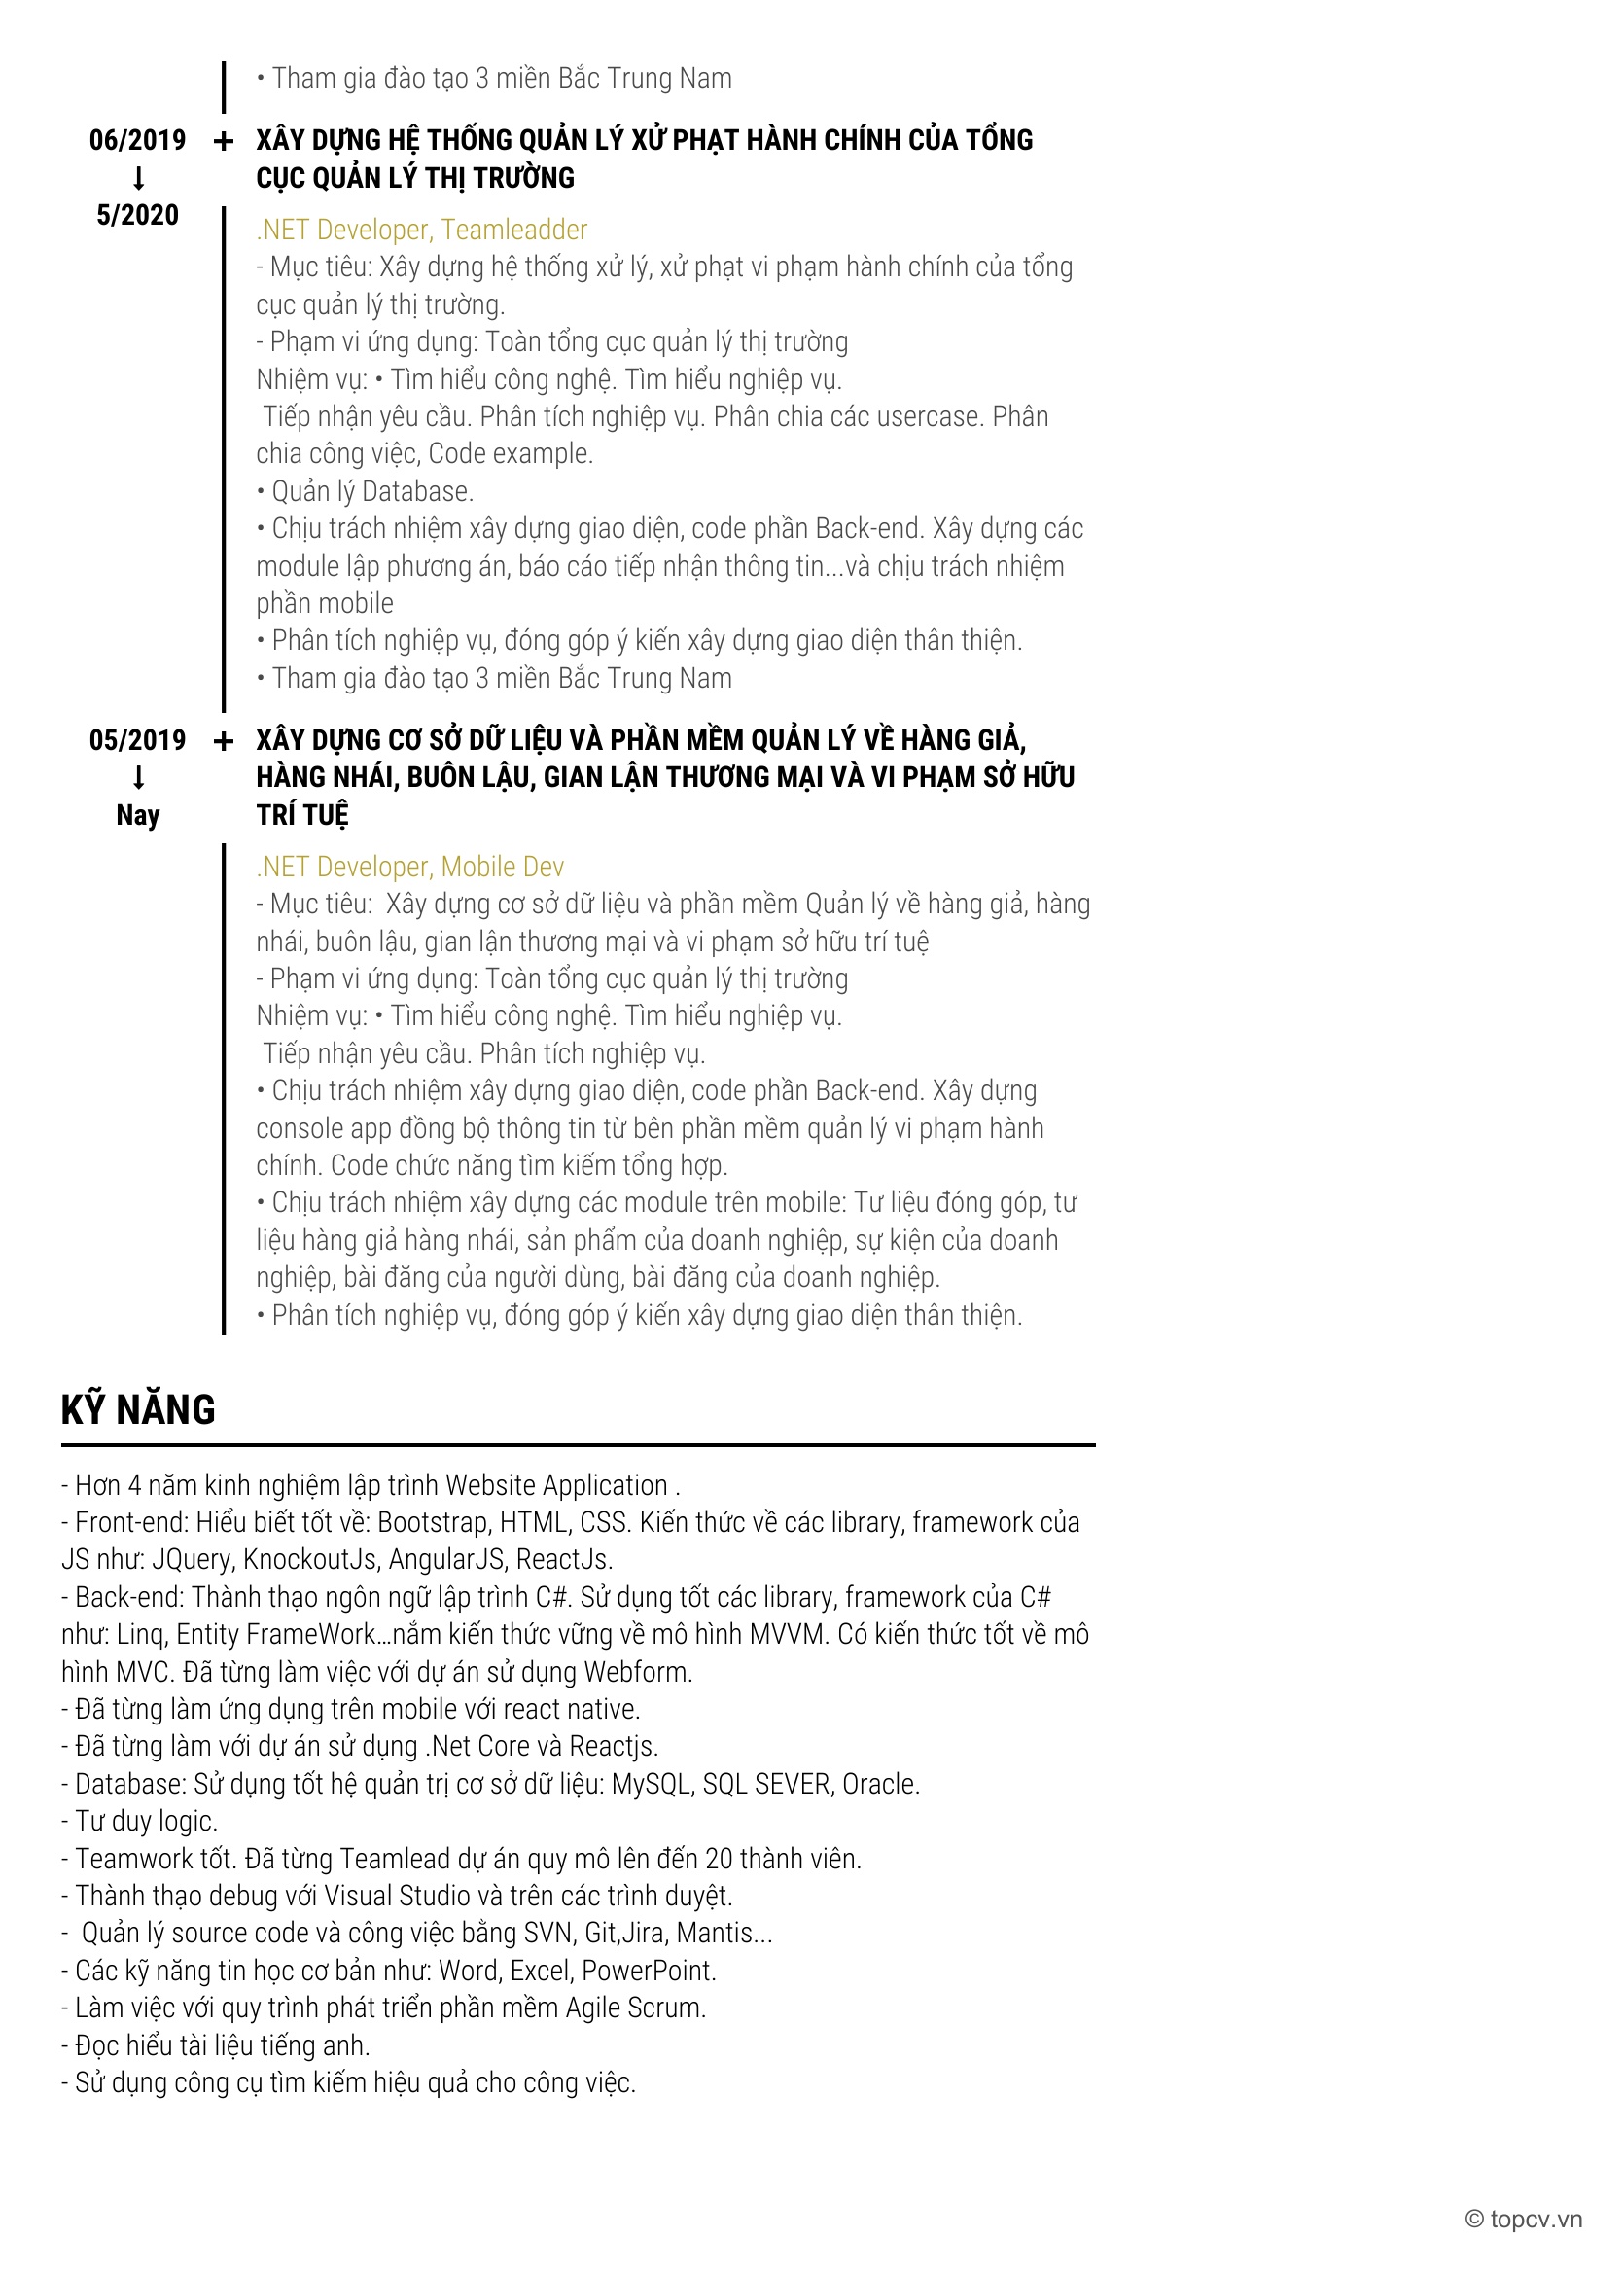 • Tham gia đào tạo 3 miền Bắc Trung Nam
06/2019
↓
5/2020
XÂY DỰNG HỆ THỐNG QUẢN LÝ XỬ PHẠT HÀNH CHÍNH CỦA TỔNG
CỤC QUẢN LÝ THỊ TRƯỜNG
.NET Developer, Teamleadder
- Mục tiêu: Xây dựng hệ thống xử lý, xử phạt vi phạm hành chính của tổng
cục quản lý thị trường.
- Phạm vi ứng dụng: Toàn tổng cục quản lý thị trường
Nhiệm vụ: • Tìm hiểu công nghệ. Tìm hiểu nghiệp vụ.
Tiếp nhận yêu cầu. Phân tích nghiệp vụ. Phân chia các usercase. Phân
chia công việc, Code example.
• Quản lý Database.
• Chịu trách nhiệm xây dựng giao diện, code phần Back-end. Xây dựng các
module lập phương án, báo cáo tiếp nhận thông tin...và chịu trách nhiệm
phần mobile
• Phân tích nghiệp vụ, đóng góp ý kiến xây dựng giao diện thân thiện.
• Tham gia đào tạo 3 miền Bắc Trung Nam
05/2019
↓
Nay
XÂY DỰNG CƠ SỞ DỮ LIỆU VÀ PHẦN MỀM QUẢN LÝ VỀ HÀNG GIẢ,
HÀNG NHÁI, BUÔN LẬU, GIAN LẬN THƯƠNG MẠI VÀ VI PHẠM SỞ HỮU
TRÍ TUỆ
.NET Developer, Mobile Dev
- Mục tiêu:  Xây dựng cơ sở dữ liệu và phần mềm Quản lý về hàng giả, hàng
nhái, buôn lậu, gian lận thương mại và vi phạm sở hữu trí tuệ
- Phạm vi ứng dụng: Toàn tổng cục quản lý thị trường
Nhiệm vụ: • Tìm hiểu công nghệ. Tìm hiểu nghiệp vụ.
Tiếp nhận yêu cầu. Phân tích nghiệp vụ.
• Chịu trách nhiệm xây dựng giao diện, code phần Back-end. Xây dựng
console app đồng bộ thông tin từ bên phần mềm quản lý vi phạm hành
chính. Code chức năng tìm kiếm tổng hợp.
• Chịu trách nhiệm xây dựng các module trên mobile: Tư liệu đóng góp, tư
liệu hàng giả hàng nhái, sản phẩm của doanh nghiệp, sự kiện của doanh
nghiệp, bài đăng của người dùng, bài đăng của doanh nghiệp.
• Phân tích nghiệp vụ, đóng góp ý kiến xây dựng giao diện thân thiện.
KỸ NĂNG
- Hơn 4 năm kinh nghiệm lập trình Website Application .
- Front-end: Hiểu biết tốt về: Bootstrap, HTML, CSS. Kiến thức về các library, framework của
JS như: JQuery, KnockoutJs, AngularJS, ReactJs.
- Back-end: Thành thạo ngôn ngữ lập trình C#. Sử dụng tốt các library, framework của C#
như: Linq, Entity FrameWork...nắm kiến thức vững về mô hình MVVM. Có kiến thức tốt về mô
hình MVC. Đã từng làm việc với dự án sử dụng Webform.
- Đã từng làm ứng dụng trên mobile với react native.
- Đã từng làm với dự án sử dụng .Net Core và Reactjs.
- Database: Sử dụng tốt hệ quản trị cơ sở dữ liệu: MySQL, SQL SEVER, Oracle.
- Tư duy logic.
- Teamwork tốt. Đã từng Teamlead dự án quy mô lên đến 20 thành viên.
- Thành thạo debug với Visual Studio và trên các trình duyệt.
-  Quản lý source code và công việc bằng SVN, Git,Jira, Mantis...
- Các kỹ năng tin học cơ bản như: Word, Excel, PowerPoint.
- Làm việc với quy trình phát triển phần mềm Agile Scrum.
- Đọc hiểu tài liệu tiếng anh.
- Sử dụng công cụ tìm kiếm hiệu quả cho công việc.
© topcv.vn